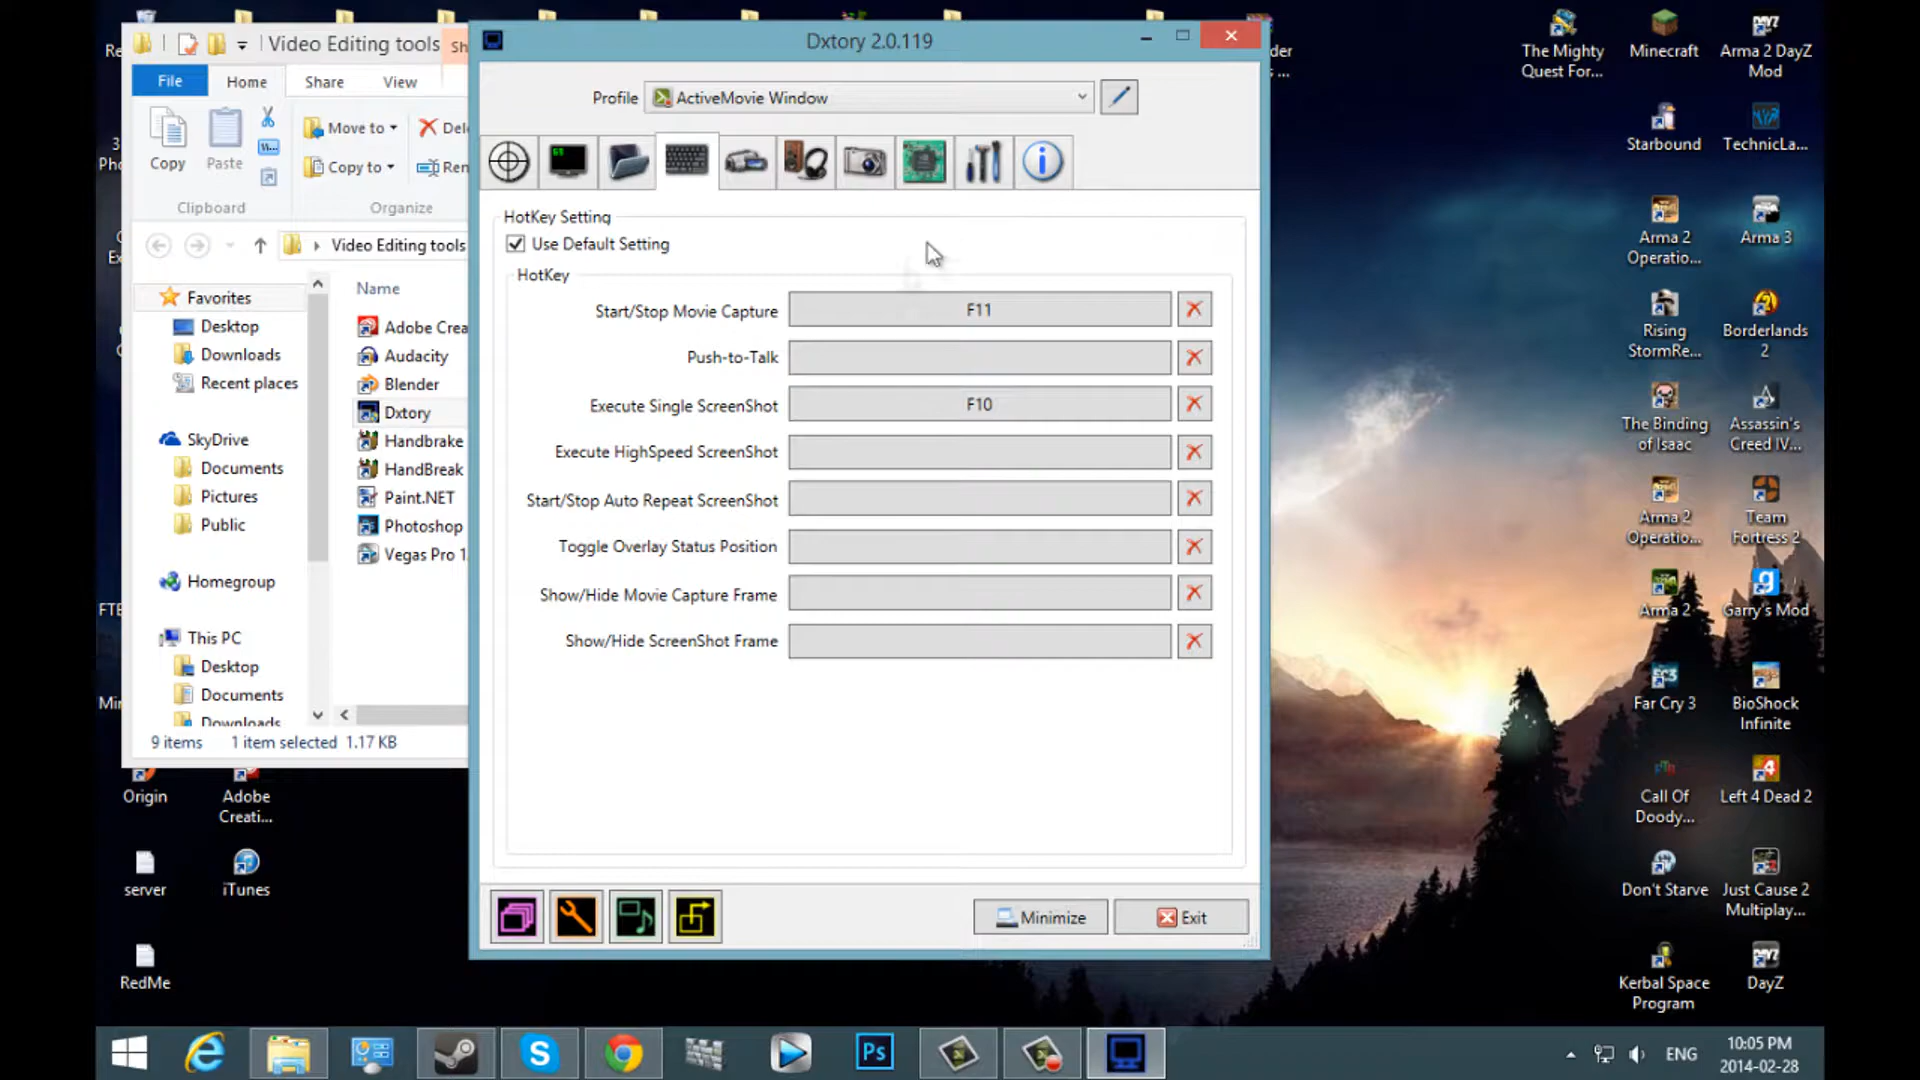 Video Editing tools
Sh
File
Home
Share
View
Copy
Paste
Move to
Copy to
Dele
Ren
Clipboard
Organize
Video Editing tools
Favorites
Desktop
Downloads
Recent places
SkyDrive
Documents
Pictures
Public
Homegroup
This PC
Desktop
Documents
Downloads
Name
Adobe Crea
Audacity
Blender
Dxtory
Handbrake
HandBreak
Paint.NET
Photoshop
Vegas Pro 1
9 items
1 item selected 1.17 KB
Dxtory 2.0.119
Profile
ActiveMovie Window
HotKey Setting
Use Default Setting
HotKey
Start/Stop Movie Capture
F11
Push-to-Talk
Execute Single ScreenShot
F10
Execute HighSpeed ScreenShot
Start/Stop Auto Repeat ScreenShot
Toggle Overlay Status Position
Show/Hide Movie Capture Frame
Show/Hide ScreenShot Frame
Minimize
Exit
The Mighty
Quest For...
Minecraft
Arma 2 DayZ
Mod
Starbound
TechnicLa...
Arma 2
Operatio...
Arma 3
Rising
StormRe...
Borderlands
2
The Binding
of Isaac
Assassin's
Creed IV...
Arma 2
Operatio...
Team
Fortress 2
Arma 2
Garry's Mod
Far Cry 3
BioShock
Infinite
Call Of
Doody...
Left 4 Dead 2
Don't Starve
Just Cause 2
Multiplay...
Kerbal Space
Program
DayZ
Origin
Adobe
Creati...
server
iTunes
RedMe
Ps
ENG
10:05 PM
2014-02-28